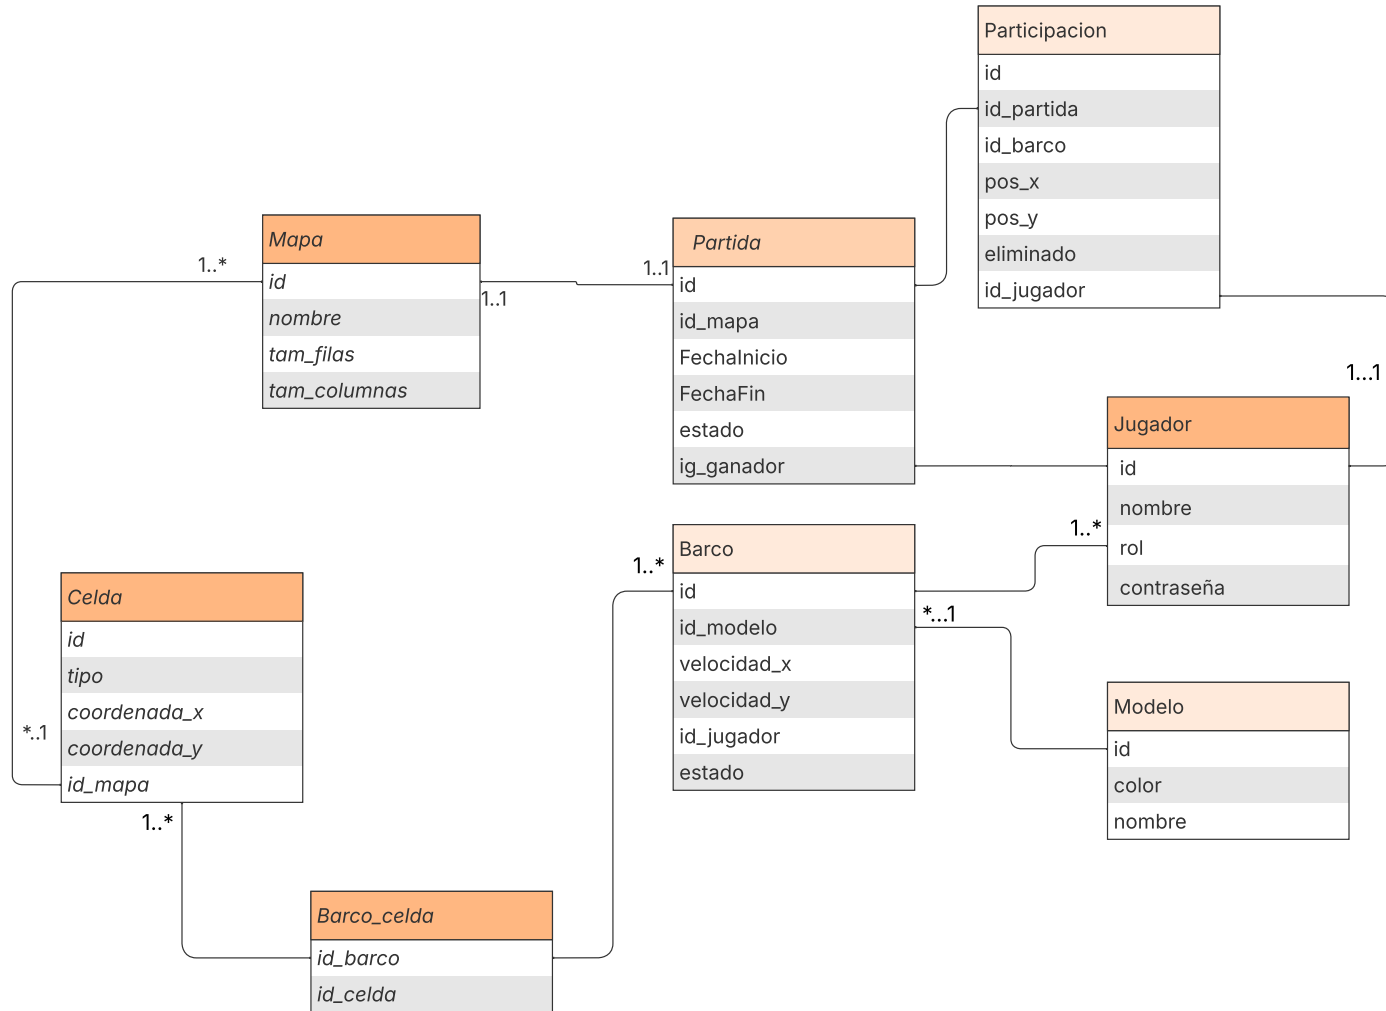 Participacion
id
id_partida
id_barco
pos_x
pos_y
eliminado
id_jugador
Mapa
id
nombre
tam_filas
tam_columnas
1..*
1..1
1..1
Partida
id
id_mapa
FechaInicio
FechaFin
estado
ig_ganador
1...1
Jugador
id
nombre
rol
contraseña
1..*
Barco
id
id_modelo
velocidad_x
velocidad_y
id_jugador
estado
1..*
*...1
Celda
id
tipo
coordenada_x
coordenada_y
id_mapa
*..1
1..*
Modelo
id
color
nombre
Barco_celda
id_barco
id_celda